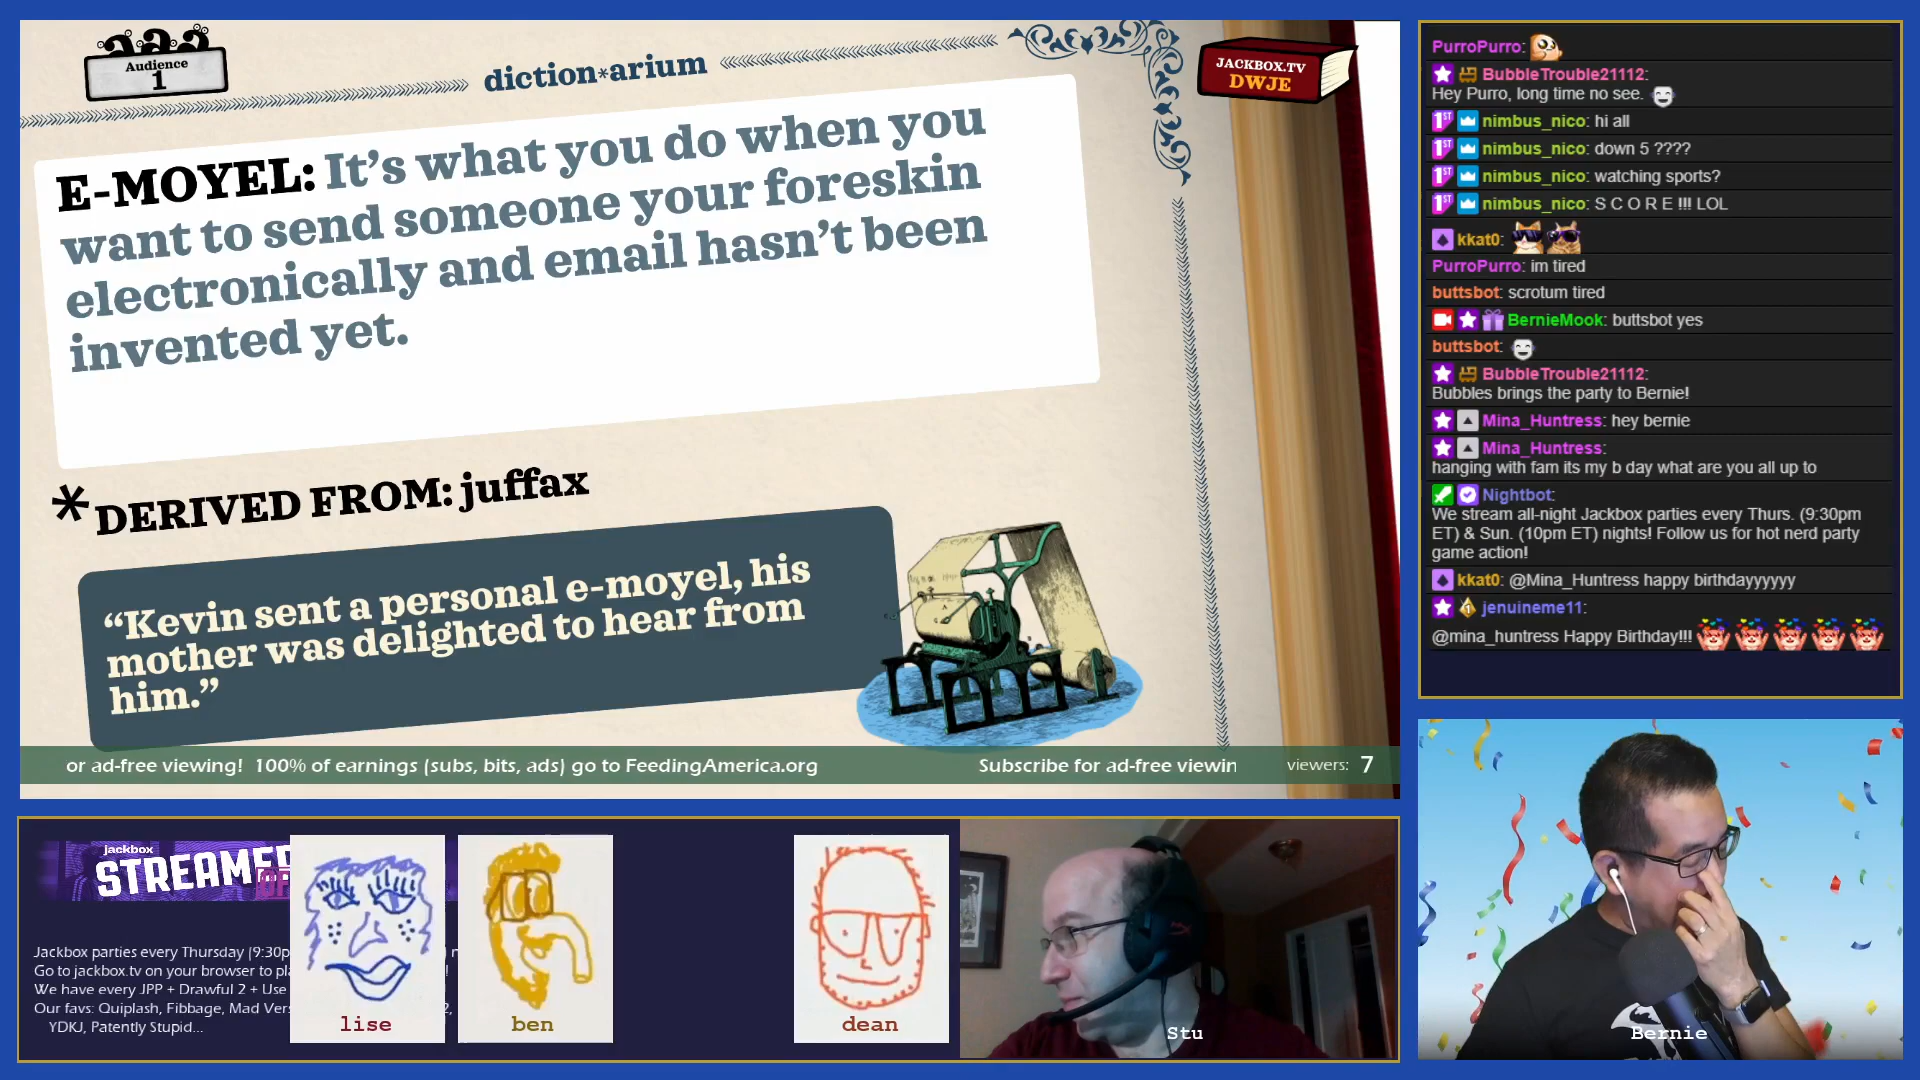 Audience
1
diction*arium
JACKBOX.TV
DWJE
E-MOYEL: It's what you do when you
want to send someone your foreskin
electronically and email hasn't been
invented yet.
*DERIVED FROM: juffax
“Kevin sent a personal e-moyel, his
mother was delighted to hear from
him.”
or ad-free viewing!  100% of earnings (subs, bits, ads) go to FeedingAmerica.org
Subscribe for ad-free viewin
viewers: 7
PurroPurro:
BubbleTrouble21112:
Hey Purro, long time no see.
1ST nimbus_nico: hi all
1ST nimbus_nico: down 5 ????
1ST nimbus_nico: watching sports?
1ST nimbus_nico: S C O R E !!! LOL
kkat0:
PurroPurro: im tired
buttsbot: scrotum tired
BernieMook: buttsbot yes
buttsbot:
BubbleTrouble21112:
Bubbles brings the party to Bernie!
Mina_Huntress: hey bernie
Mina_Huntress:
hanging with fam its my b day what are you all up to
Nightbot:
We stream all-night Jackbox parties every Thurs. (9:30pm
ET) & Sun. (10pm ET) nights! Follow us for hot nerd party
game action!
kkat0: @Mina_Huntress happy birthdayyyyyy
jenuineme11:
@mina_huntress Happy Birthday!!!
jackbox
STREAMER
Jackbox parties every Thursday (9:30p
Go to jackbox.tv on your browser to pl
We have every JPP + Drawful 2 + Use
Our favs: Quiplash, Fibbage, Mad Vers
YDKJ, Patently Stupid...
lise
ben
dean
Stu
Bernie